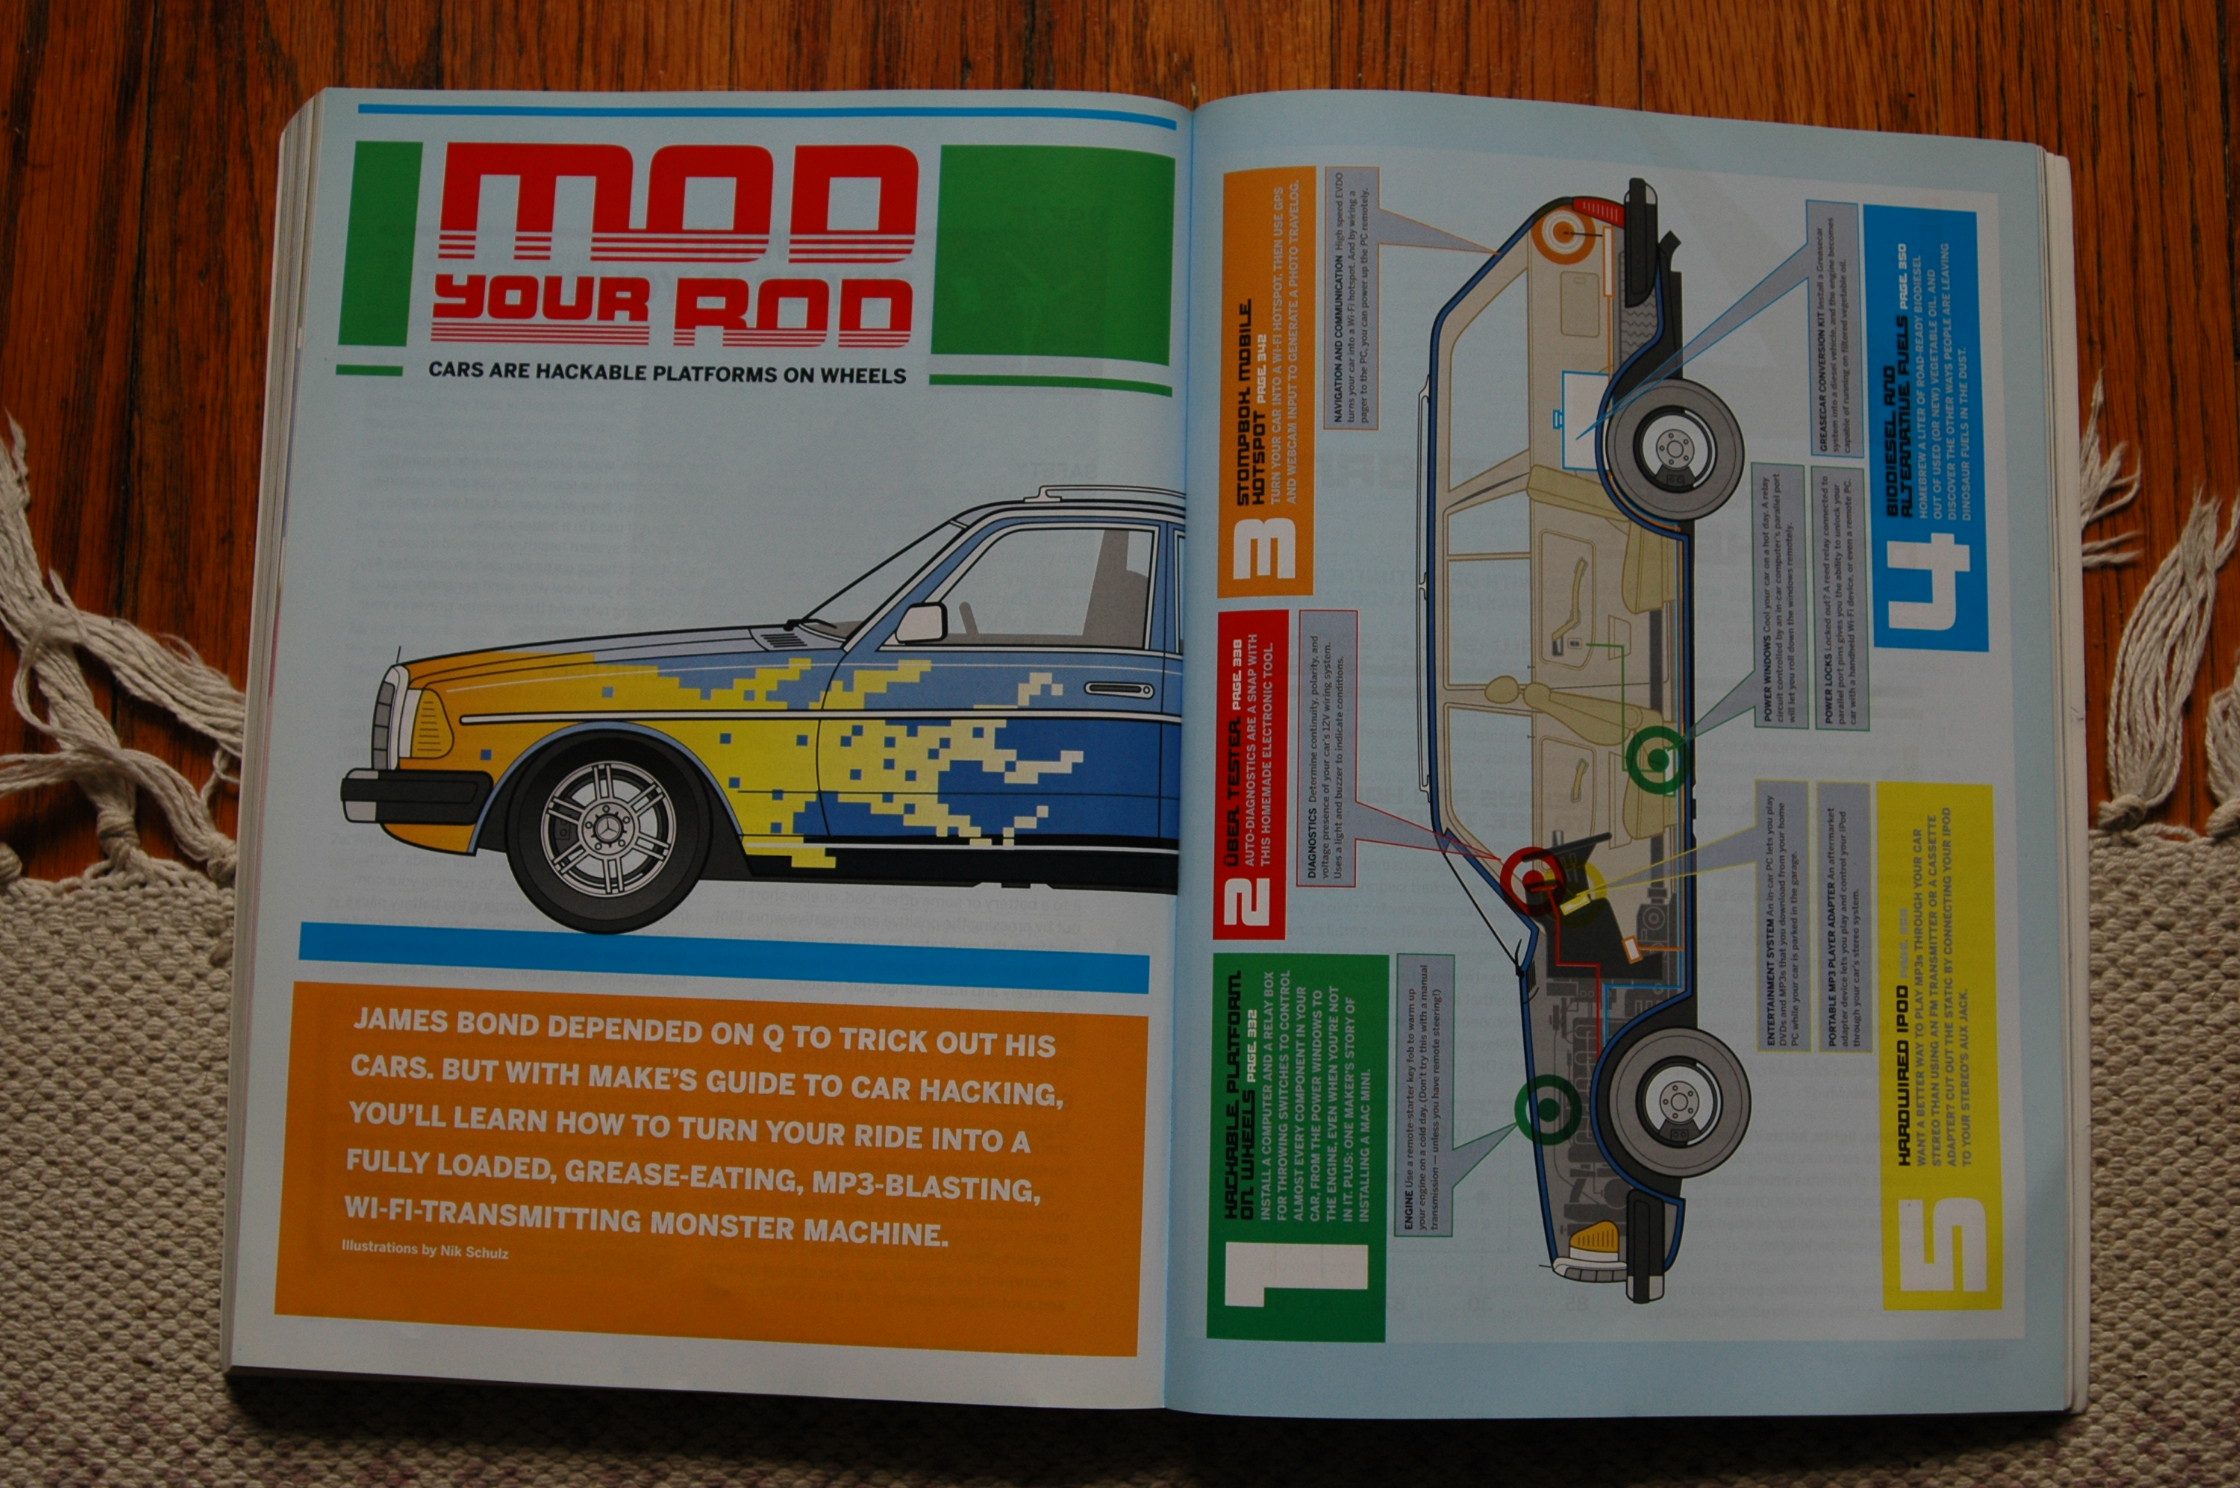 MOD
YOUR ROD
CARS ARE HACKABLE PLATFORMS ON WHEELS
JAMES BOND DEPENDED ON Q TO TRICK OUT HIS
CARS. BUT WITH MAKE'S GUIDE TO CAR HACKING,
YOU'LL LEARN HOW TO TURN YOUR RIDE INTO A
FULLY LOADED, GREASE-EATING, MP3-BLASTING,
WI-FI-TRANSMITTING MONSTER MACHINE.
Illustrations by Nik Schulz
1
HACKABLE PLATFORM
ON WHEELS PAGE 332
INSTALL A COMPUTER AND A RELAY BOX
FOR THROWING SWITCHES TO CONTROL
ALMOST EVERY COMPONENT IN YOUR
CAR, FROM THE POWER WINDOWS TO
THE ENGINE, EVEN WHEN YOU'RE NOT
IN IT. PLUS: ONE MAKER'S STORY OF
INSTALLING A MAC MINI.
2
ÜBER TESTER PAGE 338
AUTO-DIAGNOSTICS ARE A SNAP WITH
THIS HOMEMADE ELECTRONIC TOOL.
3
STOMPBOX MOBILE
HOTSPOT PAGE 342
TURN YOUR CAR INTO A WI-FI HOTSPOT, THEN USE GPS
AND WEBCAM INPUT TO GENERATE A PHOTO TRAVELOG.
ENGINE Use a remote-starter key fob to warm up
your engine on a cold day. (Don't try this with a manual
transmission — unless you have remote steering!)
DIAGNOSTICS Determine continuity, polarity, and
voltage presence of your car's 12V wiring system.
Uses a light and buzzer to indicate conditions.
NAVIGATION AND COMMUNICATION High speed EVDO
turns your car into a Wi-Fi hotspot. And by wiring a
pager to the PC, you can power up the PC remotely.
ENTERTAINMENT SYSTEM An in-car PC lets you play
DVDs and MP3s that you download from your home
PC while your car is parked in the garage.
PORTABLE MP3 PLAYER ADAPTER An aftermarket
adapter device lets you play and control your iPod
through your car's stereo system.
POWER WINDOWS Cool your car on a hot day. A relay
circuit controlled by an in-car computer's parallel port
will let you roll down the windows remotely.
POWER LOCKS Locked out? A reed relay connected to
parallel port pins gives you the ability to unlock your
car with a handheld Wi-Fi device, or even a remote PC.
GREASECAR CONVERSION KIT Install a Greasecar
system into a diesel vehicle, and the engine becomes
capable of running on filtered vegetable oil.
5
HARDWIRED IPOD
WANT A BETTER WAY TO PLAY MP3s THROUGH YOUR CAR
STEREO THAN USING AN FM TRANSMITTER OR A CASSETTE
ADAPTER? CUT OUT THE STATIC BY CONNECTING YOUR IPOD
TO YOUR STEREO'S AUX JACK.
4
BIODIESEL AND
ALTERNATIVE FUELS PAGE 350
HOMEBREW A LITER OF ROAD-READY BIODIESEL
OUT OF USED (OR NEW) VEGETABLE OIL, AND
DISCOVER THE OTHER WAYS PEOPLE ARE LEAVING
DINOSAUR FUELS IN THE DUST.